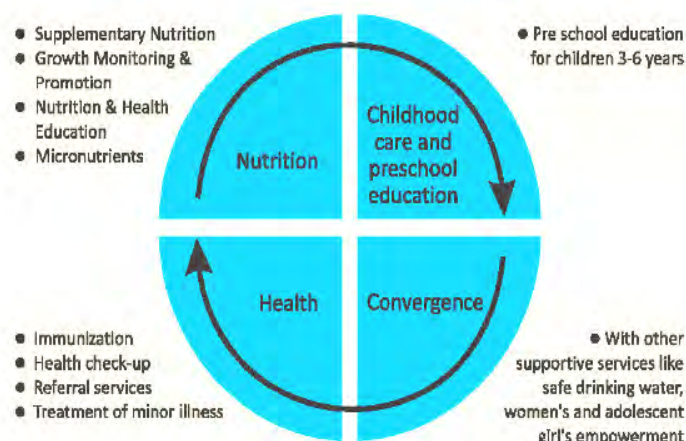 ● Supplementary Nutrition
● Growth Monitoring &
Promotion
● Nutrition & Health
Education
● Micronutrients
● Pre school education
for children 3-6 years
Nutrition
Childhood
care and
preschool
education
Health
Convergence
● Immunization
● Health check-up
● Referral services
● Treatment of minor illness
● With other
supportive services like
safe drinking water,
women's and adolescent
girl's empowerment